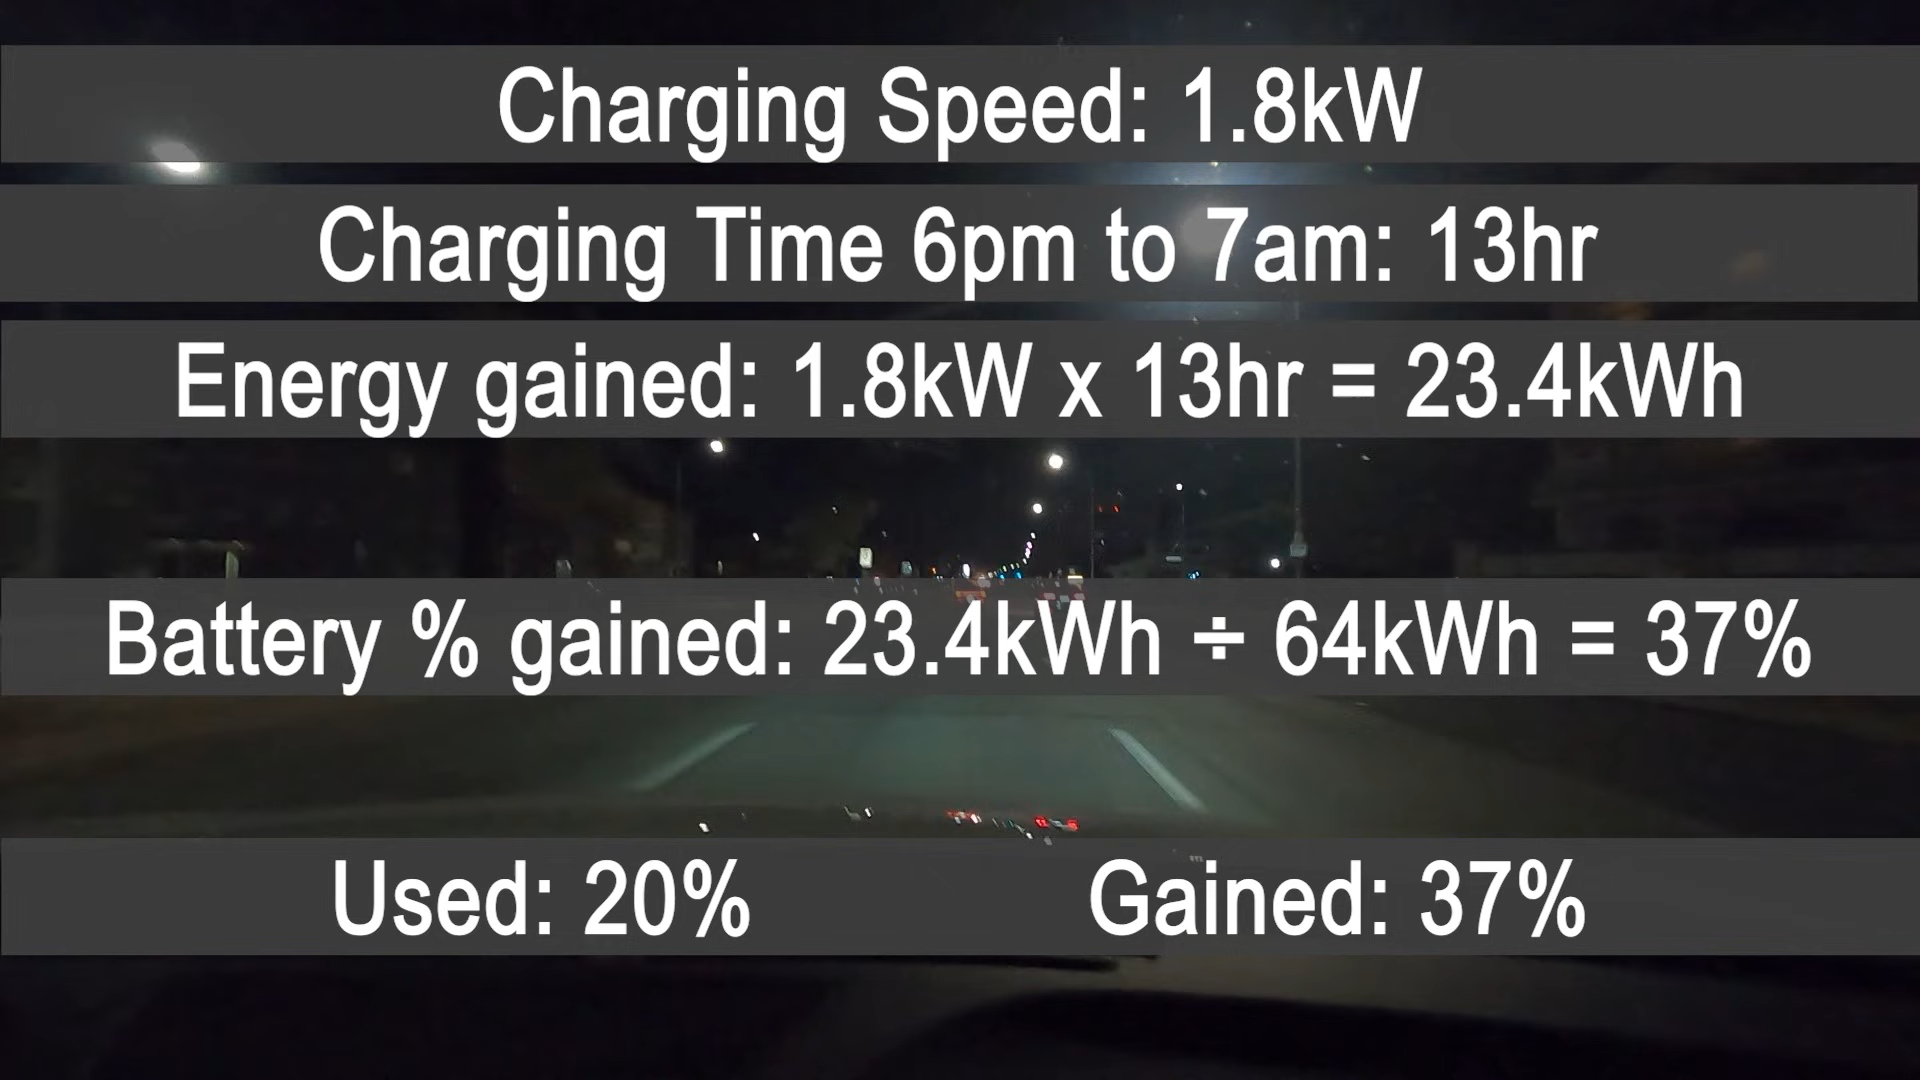 Charging Speed: 1.8kW
Charging Time 6pm to 7am: 13hr
Energy gained: 1.8kW x 13hr = 23.4kWh
Battery % gained: 23.4kWh ÷ 64kWh = 37%
Used: 20% Gained: 37%